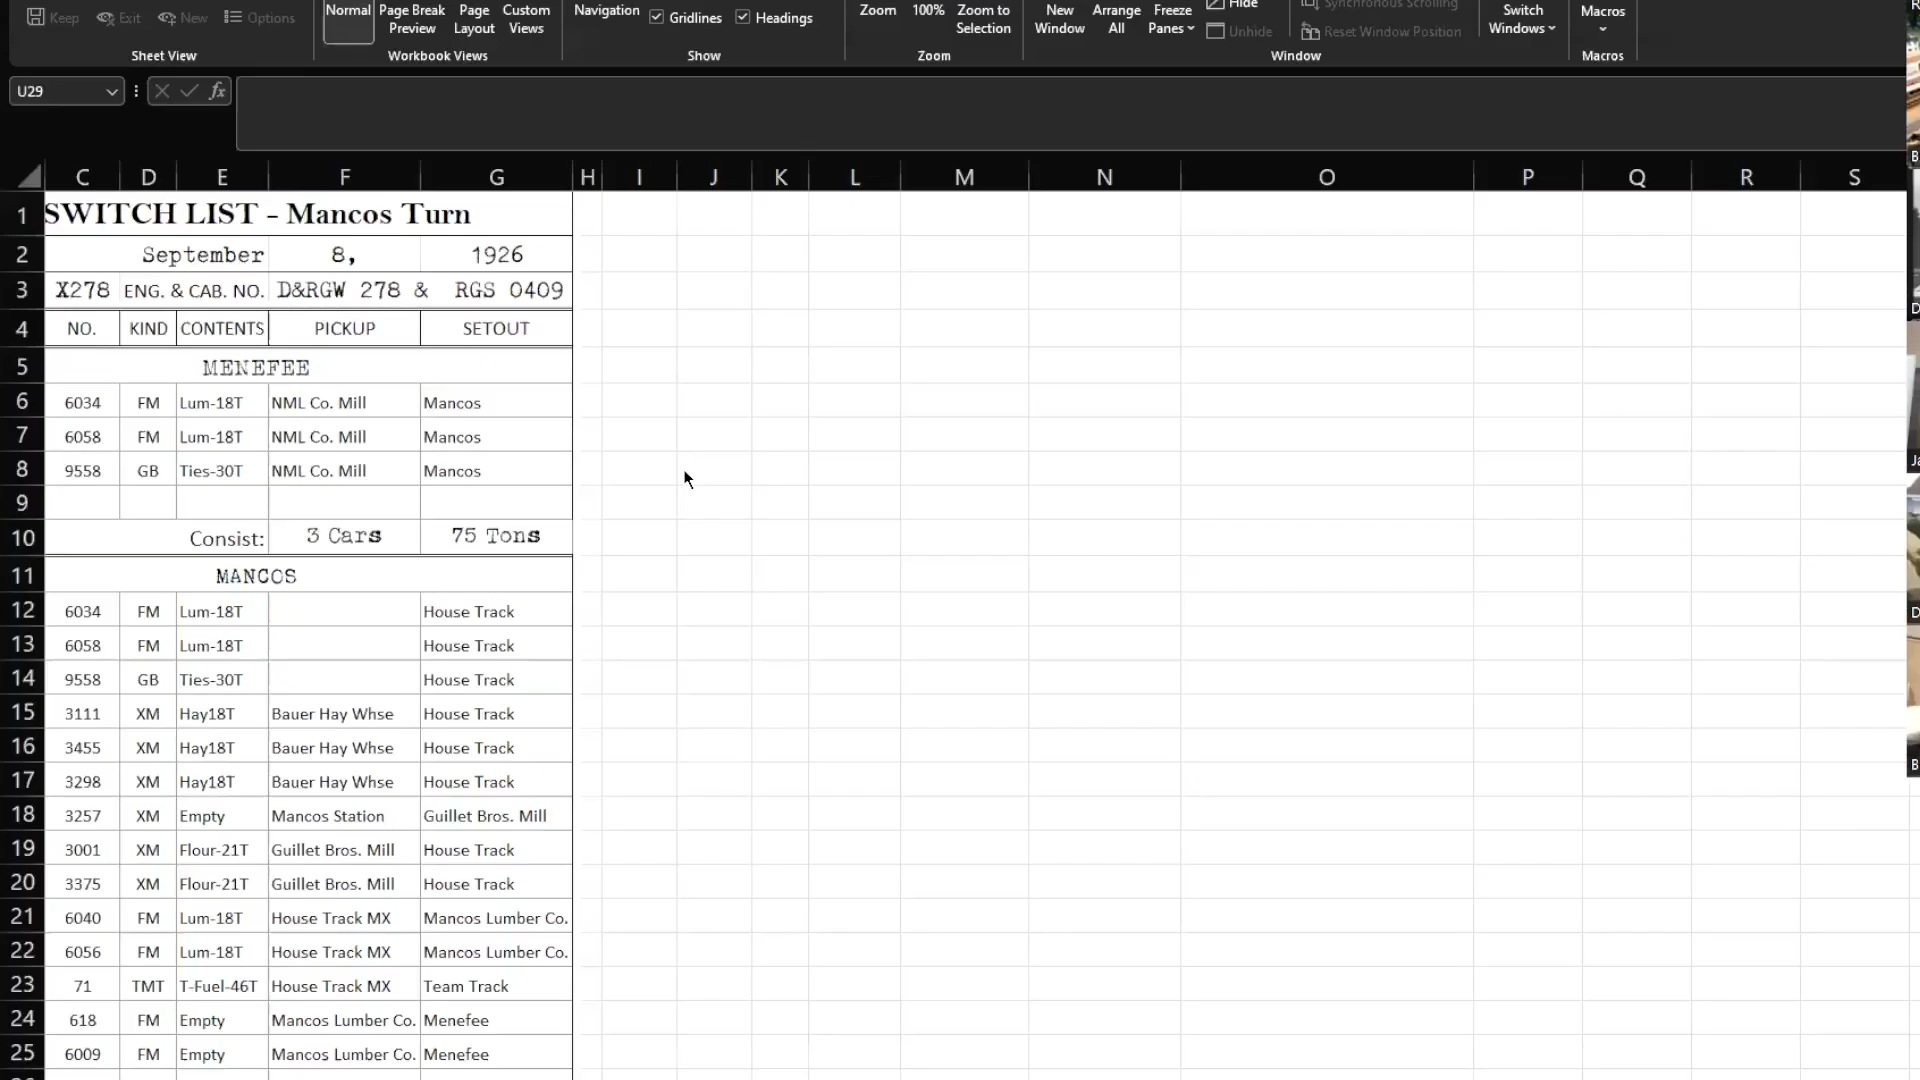 Keep Exit New Options Normal Page Break Preview Page Layout Custom Views Navigation Gridlines Headings Zoom 100% Zoom to Selection New Window Arrange All Freeze Panes Hide Unhide Synchronous Scrolling Reset Window Position Switch Windows Macros
Sheet View Workbook Views Show Zoom Window Macros
U29 fx
C D E F G H I J K L M N O P Q R S
1 SWITCH LIST - Mancos Turn
2 September 8, 1926
3 X278 ENG. & CAB. NO. D&RGW 278 & RGS 0409
4 NO. KIND CONTENTS PICKUP SETOUT
5 MENEFEE
6 6034 FM Lum-18T NML Co. Mill Mancos
7 6058 FM Lum-18T NML Co. Mill Mancos
8 9558 GB Ties-30T NML Co. Mill Mancos
9
10 Consist: 3 Cars 75 Tons
11 MANCOS
12 6034 FM Lum-18T House Track
13 6058 FM Lum-18T House Track
14 9558 GB Ties-30T House Track
15 3111 XM Hay18T Bauer Hay Whse House Track
16 3455 XM Hay18T Bauer Hay Whse House Track
17 3298 XM Hay18T Bauer Hay Whse House Track
18 3257 XM Empty Mancos Station Guillet Bros. Mill
19 3001 XM Flour-21T Guillet Bros. Mill House Track
20 3375 XM Flour-21T Guillet Bros. Mill House Track
21 6040 FM Lum-18T House Track MX Mancos Lumber Co.
22 6056 FM Lum-18T House Track MX Mancos Lumber Co.
23 71 TMT T-Fuel-46T House Track MX Team Track
24 618 FM Empty Mancos Lumber Co. Menefee
25 6009 FM Empty Mancos Lumber Co. Menefee